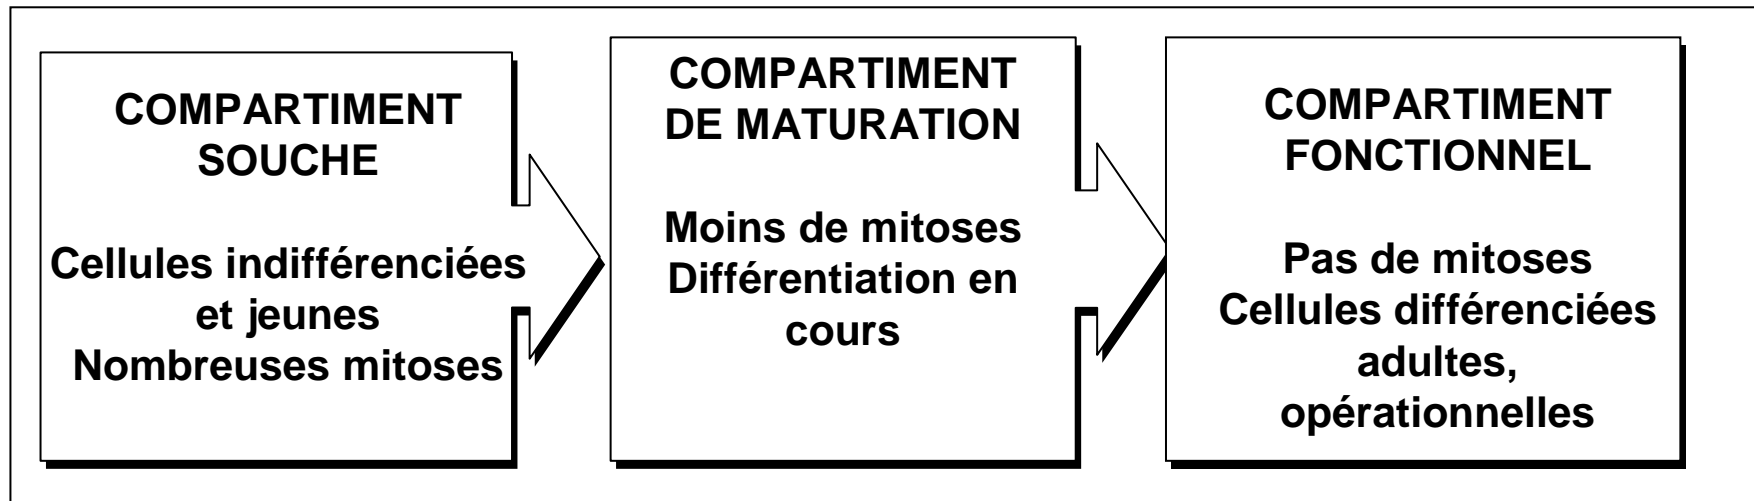 COMPARTIMENT
SOUCHE
Cellules indifférenciées
et jeunes
Nombreuses mitoses
COMPARTIMENT
DE MATURATION
Moins de mitoses
Différentiation en
cours
COMPARTIMENT
FONCTIONNEL
Pas de mitoses
Cellules différenciées
adultes,
opérationnelles